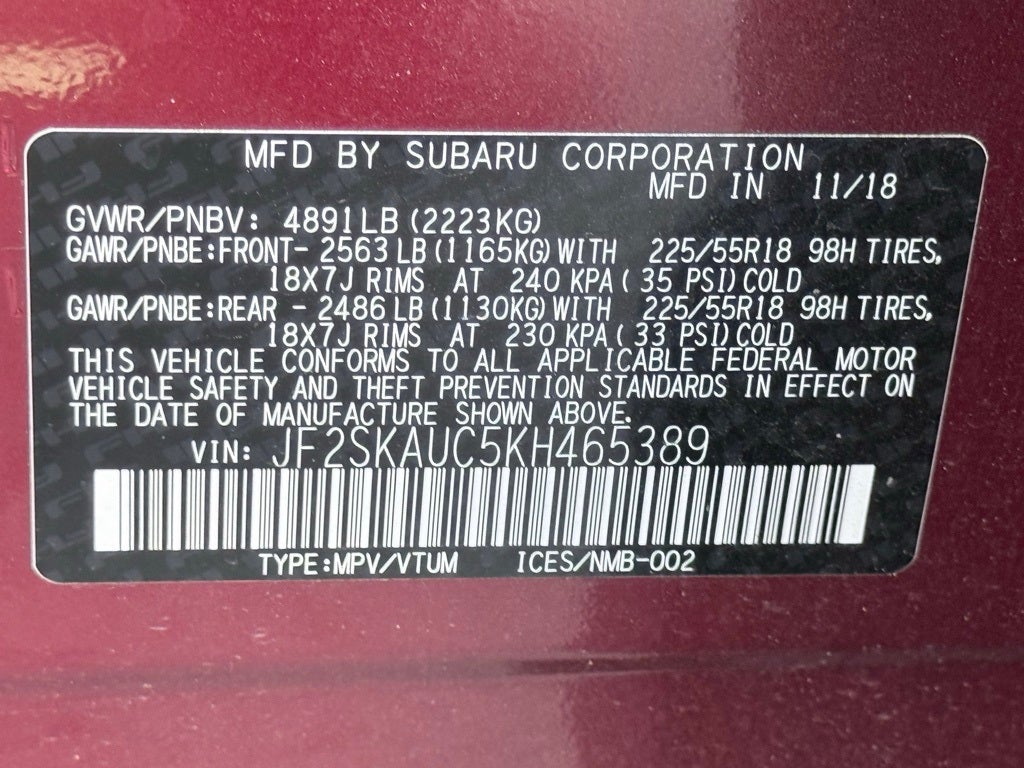 MFD BY SUBARU CORPORATION
MFD IN 11/18
GVWR/PNBV: 4891LB (2223KG)
GAWR/PNBE:FRONT- 2563 LB (1165KG) WITH 225/55R18 98H TIRES,
18X7J RIMS AT 240 KPA ( 35 PSI) COLD
GAWR/PNBE:REAR - 2486 LB (1130KG) WITH 225/55R18 98H TIRES,
18X7J RIMS AT 230 KPA ( 33 PSI) COLD
THIS VEHICLE CONFORMS TO ALL APPLICABLE FEDERAL MOTOR
VEHICLE SAFETY AND THEFT PREVENTION STANDARDS IN EFFECT ON
THE DATE OF MANUFACTURE SHOWN ABOVE.
VIN: JF2SKAUC5KH465389
TYPE:MPV/VTUM ICES/NMB-002